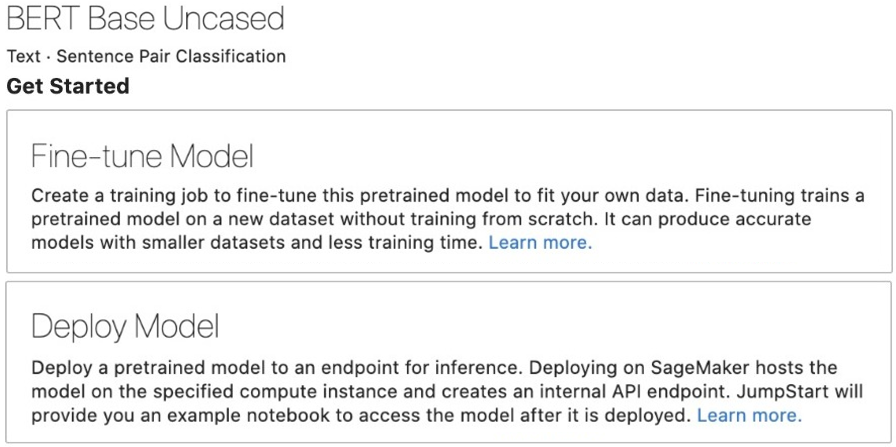 BERT Base Uncased
Text · Sentence Pair Classification
Get Started
Fine-tune Model
Create a training job to fine-tune this pretrained model to fit your own data. Fine-tuning trains a
pretrained model on a new dataset without training from scratch. It can produce accurate
models with smaller datasets and less training time. Learn more.
Deploy Model
Deploy a pretrained model to an endpoint for inference. Deploying on SageMaker hosts the
model on the specified compute instance and creates an internal API endpoint. JumpStart will
provide you an example notebook to access the model after it is deployed. Learn more.